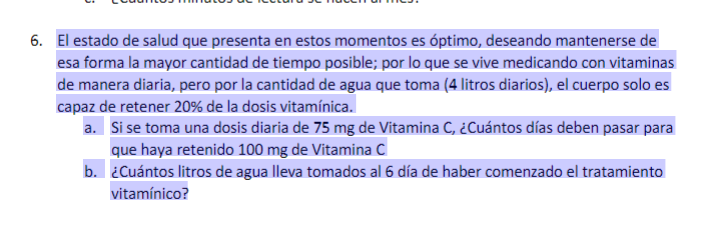 6. El estado de salud que presenta en estos momentos es óptimo, deseando mantenerse de
esa forma la mayor cantidad de tiempo posible; por lo que se vive medicando con vitaminas
de manera diaria, pero por la cantidad de agua que toma (4 litros diarios), el cuerpo solo es
capaz de retener 20% de la dosis vitamínica.
a. Si se toma una dosis diaria de 75 mg de Vitamina C, ¿Cuántos días deben pasar para
que haya retenido 100 mg de Vitamina C
b. ¿Cuántos litros de agua lleva tomados al 6 día de haber comenzado el tratamiento
vitamínico?